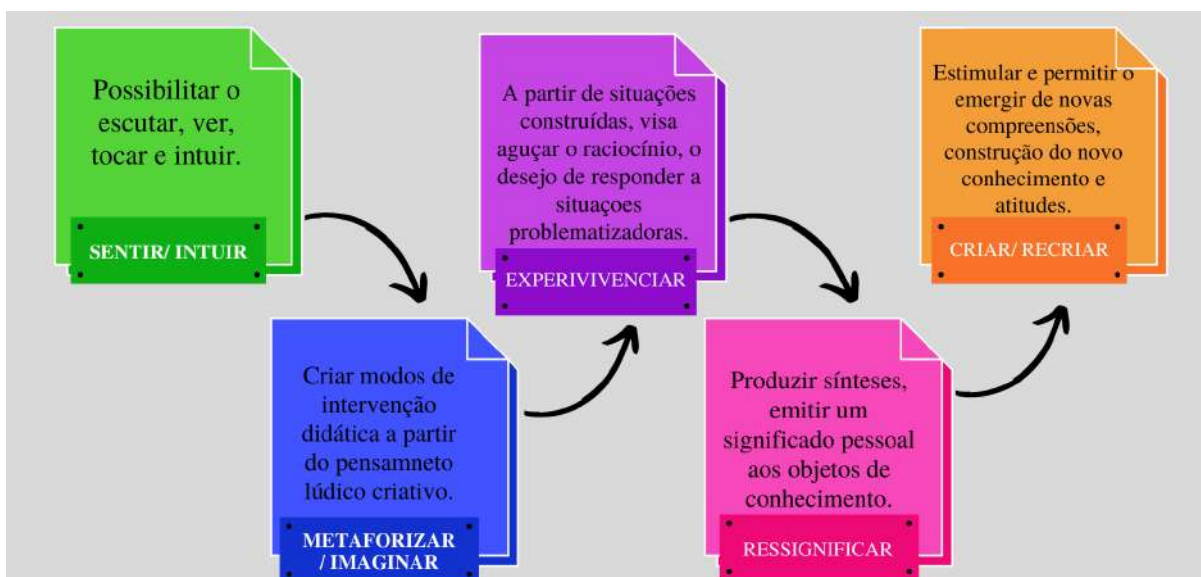 Possibilitar o
escutar, ver,
tocar e intuir.
SENTIR/ INTUIR
Criar modos de
intervenção
didática a partir
do pensamneto
lúdico criativo.
METAFORIZAR
/ IMAGINAR
A partir de situações
construídas, visa
aguçar o raciocínio, o
desejo de responder a
situaçoes
problematizadoras.
EXPERIVIVENCIAR
Produzir sínteses,
emitir um
significado pessoal
aos objetos de
conhecimento.
RESSIGNIFICAR
Estimular e permitir o
emergir de novas
compreensões,
construção do novo
conhecimento e
atitudes.
CRIAR/ RECRIAR